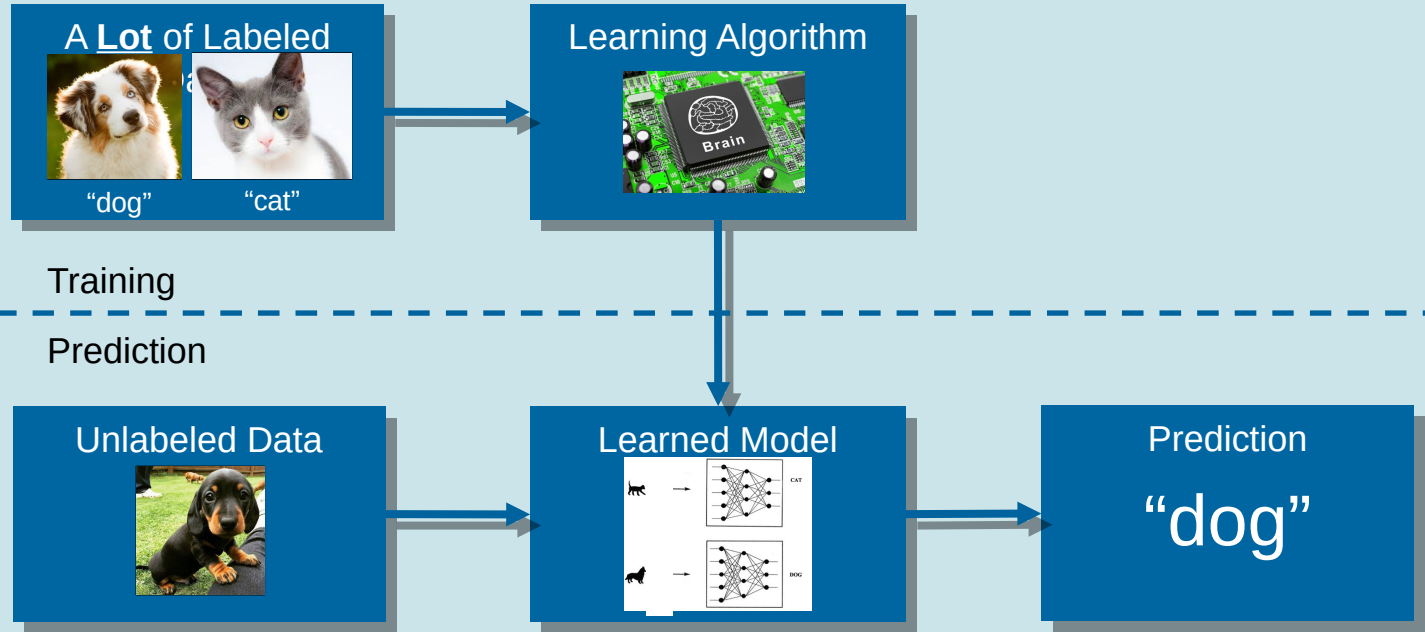 A Lot of Labeled
“dog”
“cat”
Learning Algorithm
Brain
Training
Prediction
Unlabeled Data
Learned Model
CAT
DOG
Prediction
“dog”